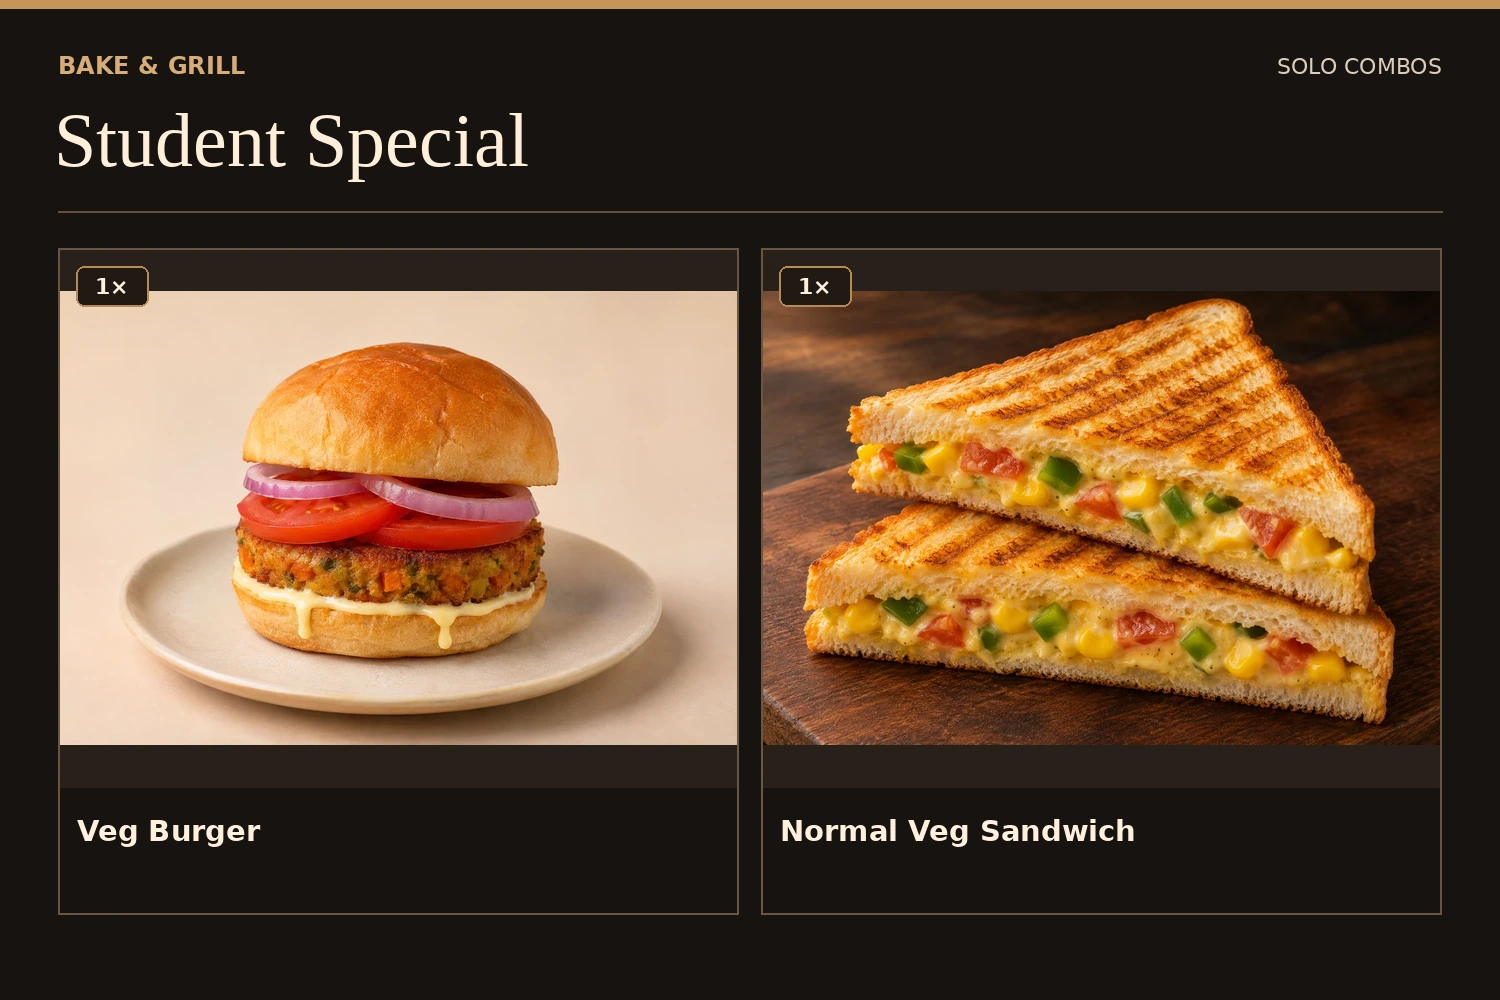 BAKE & GRILL
SOLO COMBOS
Student Special
1×
1×
Veg Burger
Normal Veg Sandwich